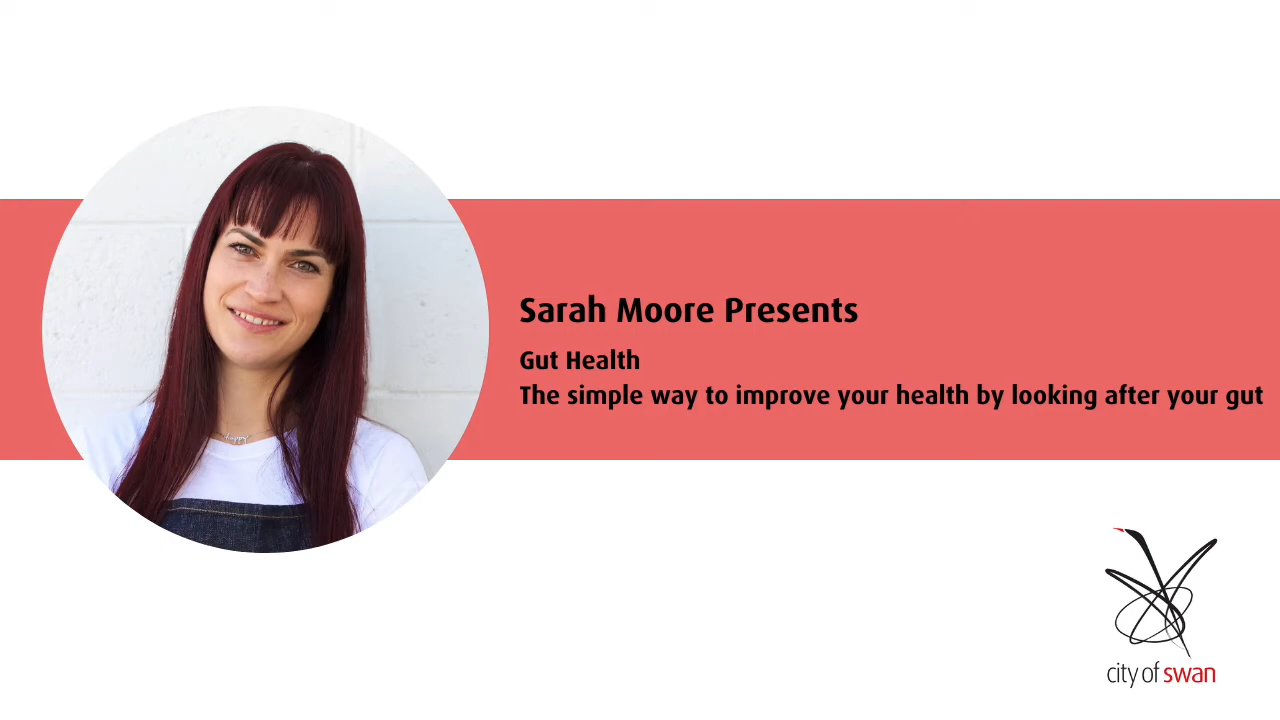 Sarah Moore Presents
Gut Health
The simple way to improve your health by looking after your gut
happy
city of swan